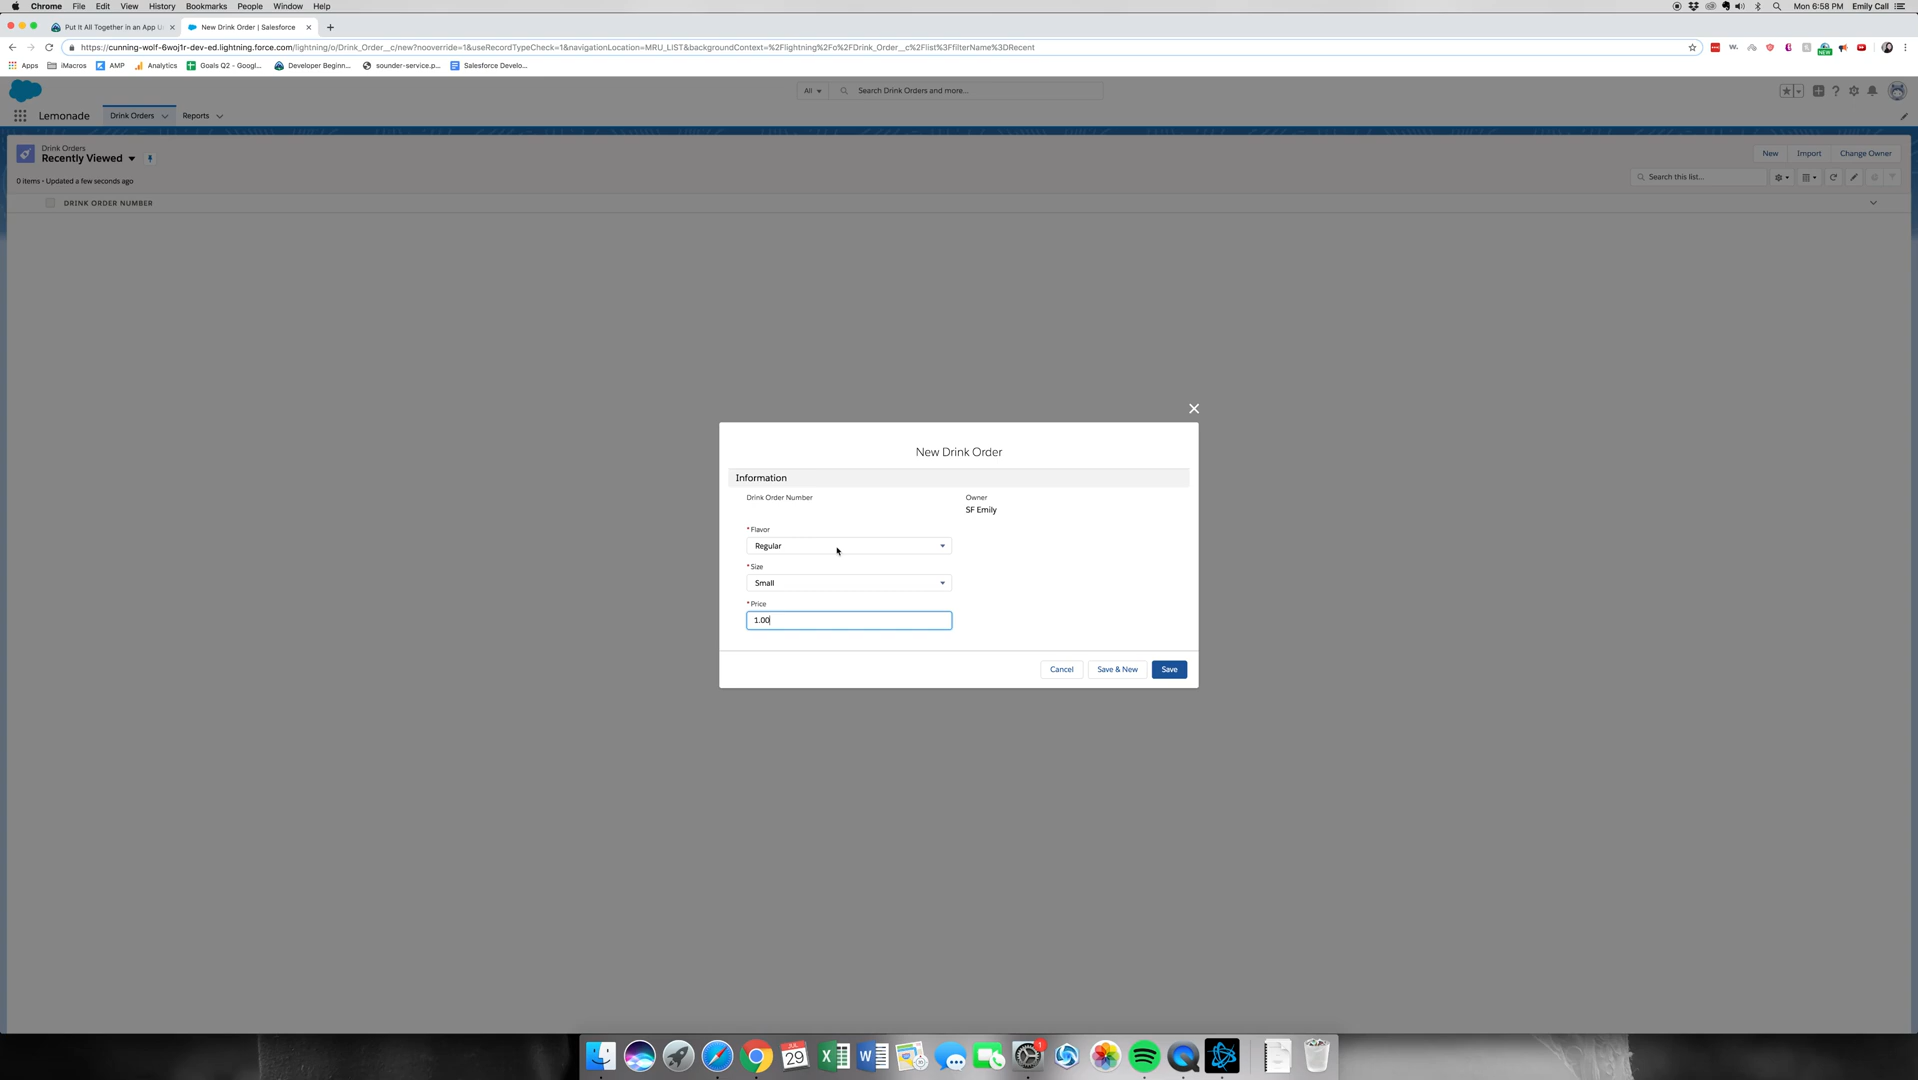 Chrome File Edit View History Bookmarks People Window Help
Mon 6:58 PM Emily Call
Put It All Together in an App U
New Drink Order | Salesforce
https://cunning-wolf-6woj1r-dev-ed.lightning.force.com/lightning/o/Drink_Order__c/new?nooverride=1&useRecordTypeCheck=1&navigationLocation=MRU_LIST&backgroundContext=%2Flightning%2Fo%2FDrink_Order__c%2Flist%3FfilterName%3DRecent
Apps iMacros AMP Analytics Goals Q2 - Googl... Developer Beginn... sounder-service.p... Salesforce Develo...
NEW
All Search Drink Orders and more...
Lemonade Drink Orders Reports
Drink Orders
Recently Viewed
New Import Change Owner
0 items • Updated a few seconds ago
Search this list...
DRINK ORDER NUMBER
New Drink Order
Information
Drink Order Number
Owner
SF Emily
* Flavor
Regular
* Size
Small
* Price
1.00
Cancel Save & New Save
JUL
29
1